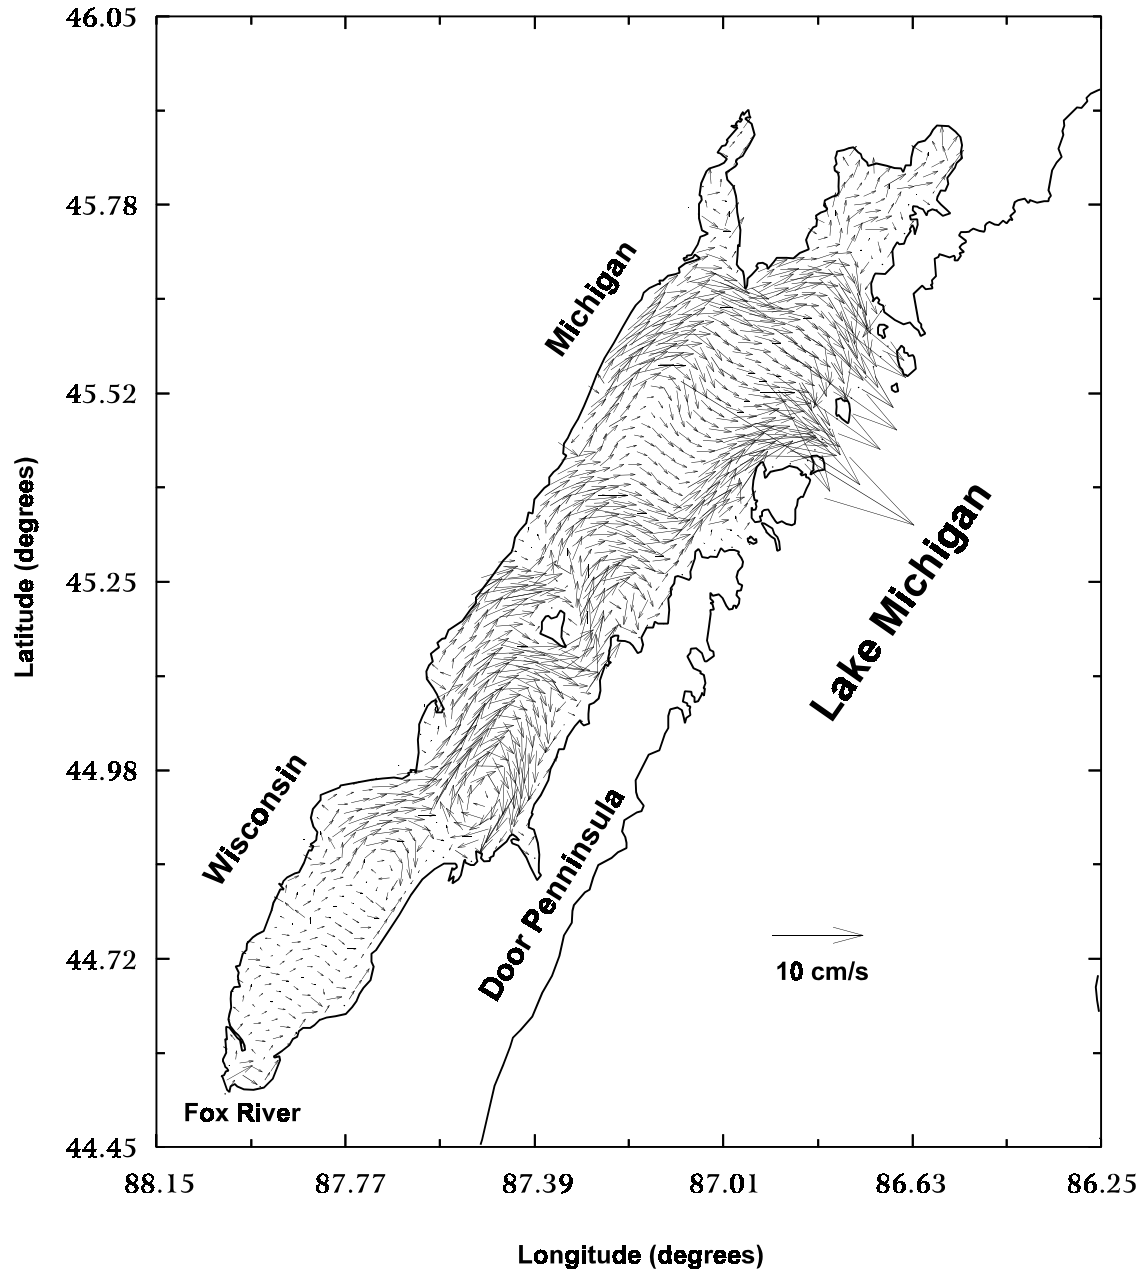 46.05
45.78
45.52
45.25
44.98
44.72
44.45
88.15
87.77
87.39
87.01
86.63
86.25
Latitude (degrees)
Longitude (degrees)
Michigan
Wisconsin
Lake Michigan
Door Penninsula
10 cm/s
Fox River